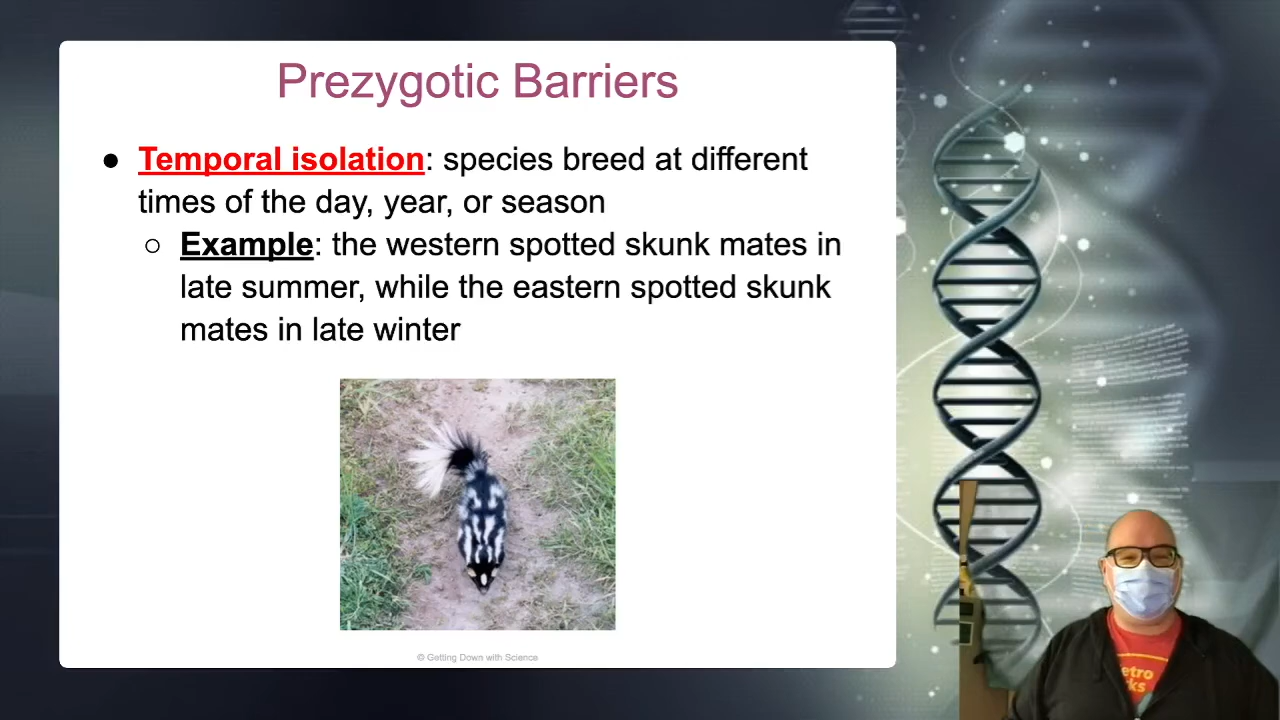 Prezygotic Barriers
● Temporal isolation: species breed at different
times of the day, year, or season
○ Example: the western spotted skunk mates in
late summer, while the eastern spotted skunk
mates in late winter
© Getting Down with Science